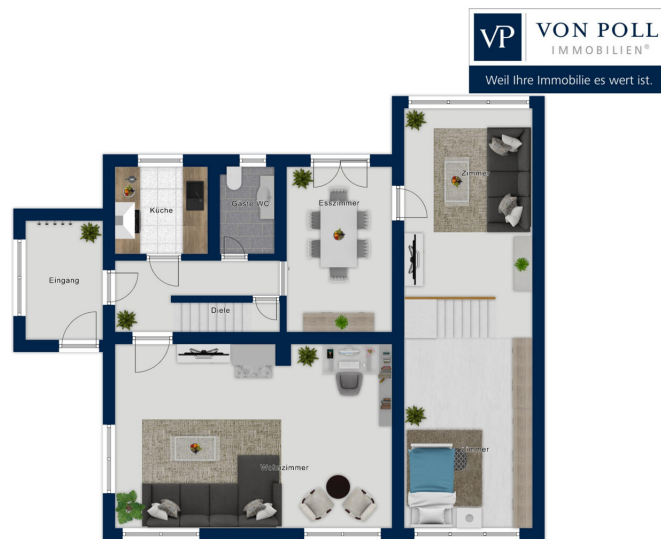 VP
VON POLL
IMMOBILIEN®
Weil Ihre Immobilie es wert ist.
Zimmer
Gäste-WC
Esszimmer
Küche
Eingang
Diele
Zimmer
Wohnzimmer